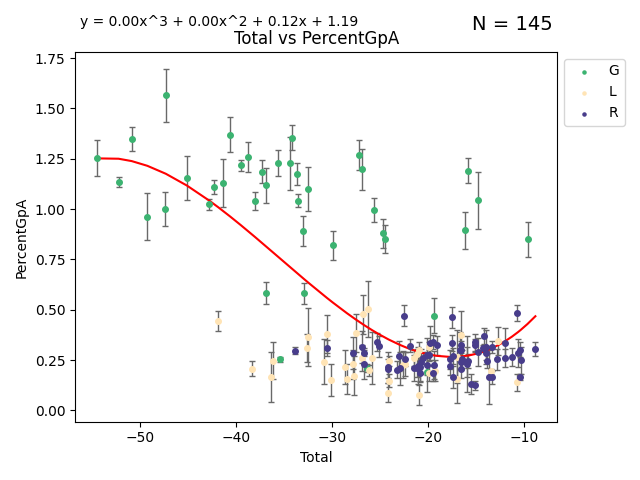 y = 0.00x^3 + 0.00x^2 + 0.12x + 1.19
N = 145
Total vs PercentGpA
PercentGpA
1.75
1.50
1.25
1.00
0.75
0.50
0.25
0.00
−50
−40
−30
−20
−10
Total
G
L
R